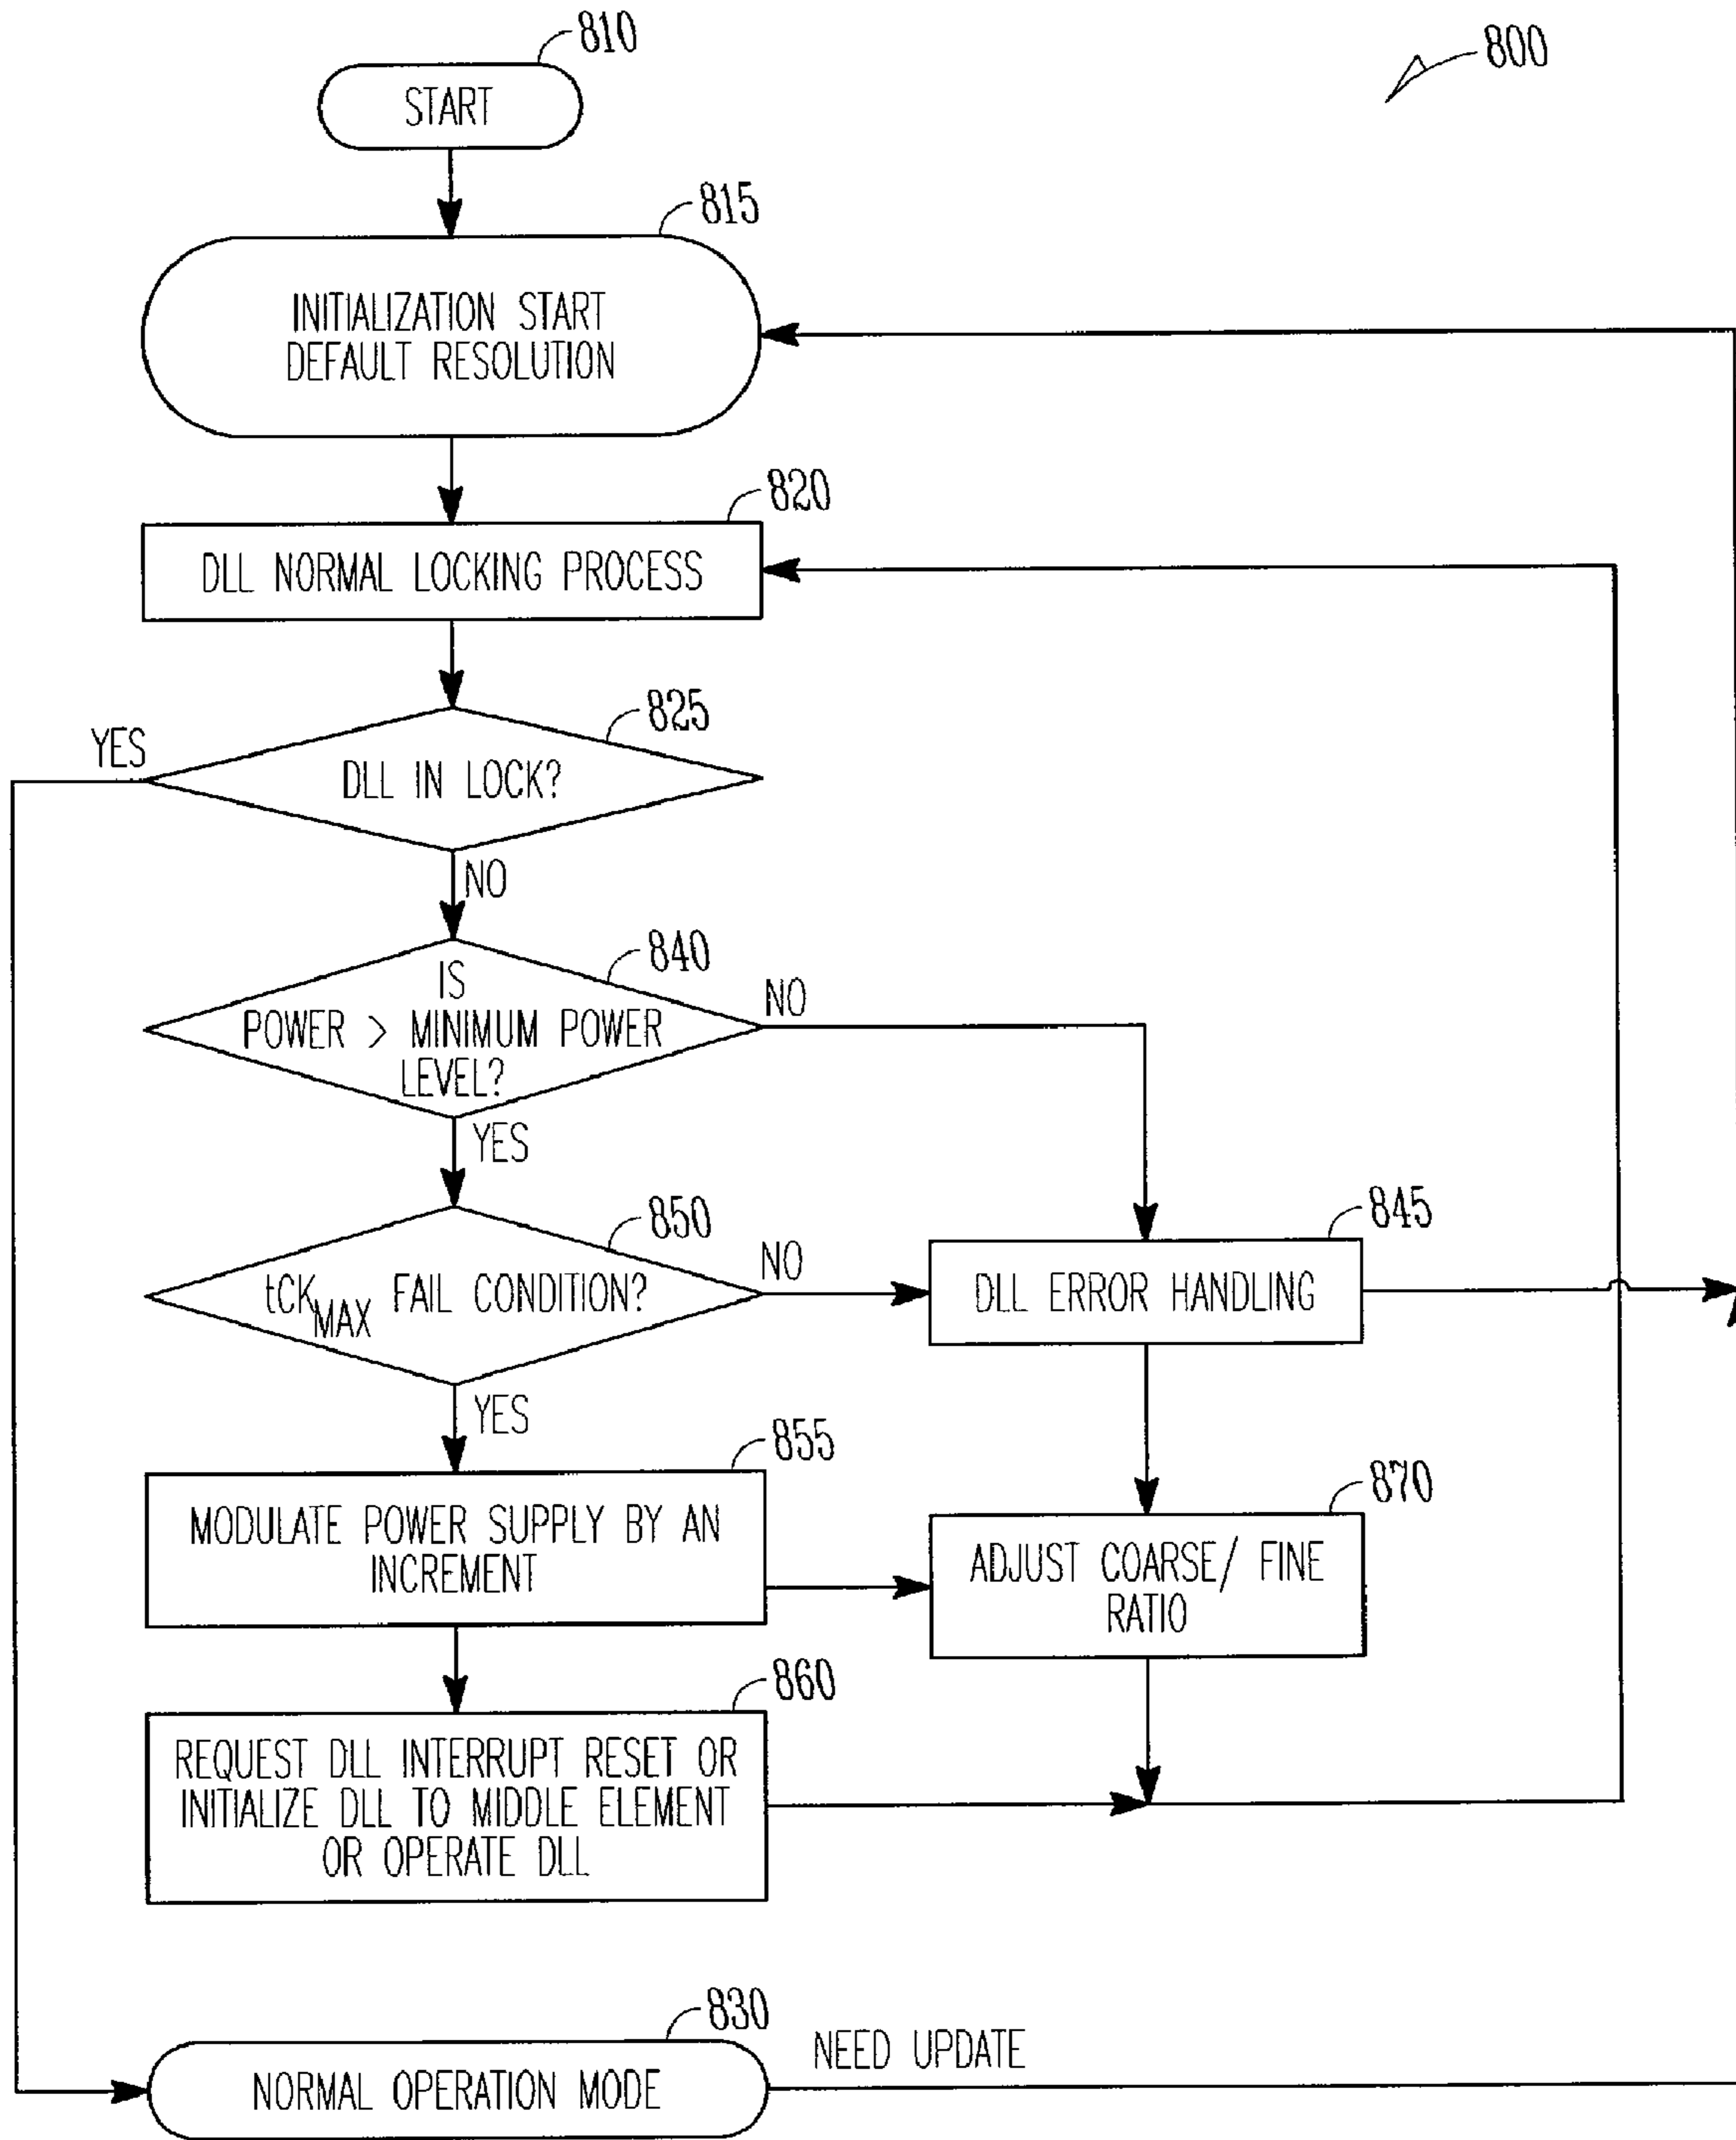 810
800
START
815
INITIALIZATION START
DEFAULT RESOLUTION
820
DLL NORMAL LOCKING PROCESS
825
YES
DLL IN LOCK?
NO
840
IS
POWER > MINIMUM POWER
LEVEL?
NO
YES
850
tCKMAX FAIL CONDITION?
NO
845
DLL ERROR HANDLING
YES
855
MODULATE POWER SUPPLY BY AN
INCREMENT
870
ADJUST COARSE/ FINE
RATIO
860
REQUEST DLL INTERRUPT RESET OR
INITIALIZE DLL TO MIDDLE ELEMENT
OR OPERATE DLL
830
NORMAL OPERATION MODE
NEED UPDATE